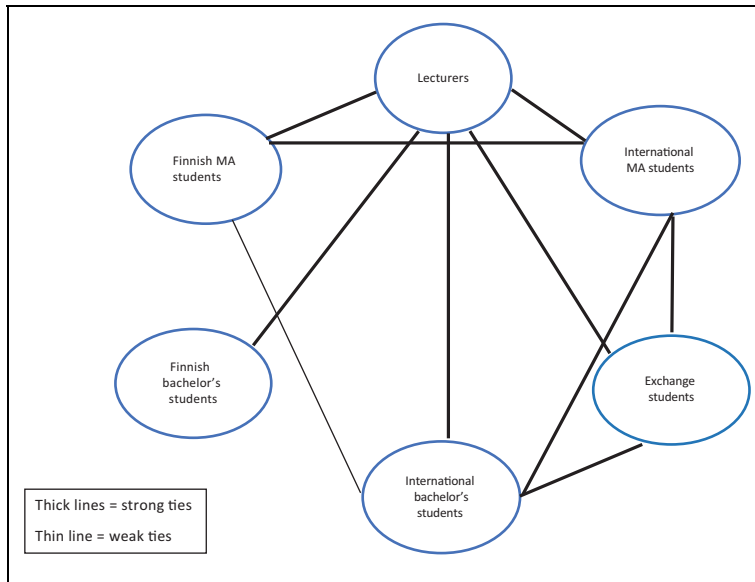 Lecturers
Finnish MA
students
International
MA students
Finnish
bachelor's
students
Exchange
students
International
bachelor's
students
Thick lines = strong ties
Thin line = weak ties